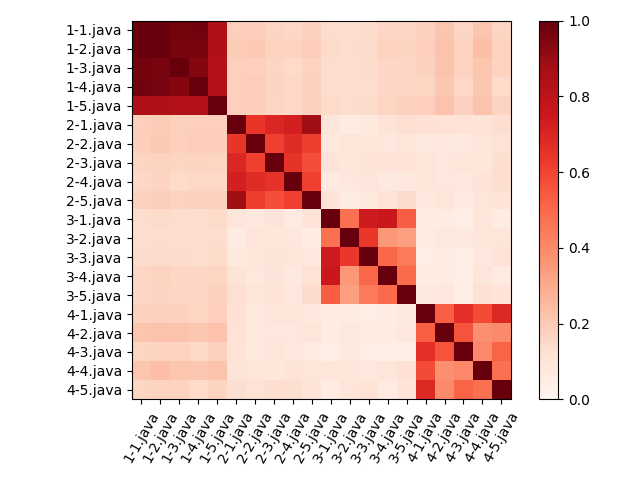 1-1.java
1-2.java
1-3.java
1-4.java
1-5.java
2-1.java
2-2.java
2-3.java
2-4.java
2-5.java
3-1.java
3-2.java
3-3.java
3-4.java
3-5.java
4-1.java
4-2.java
4-3.java
4-4.java
4-5.java
1-1.java
1-2.java
1-3.java
1-4.java
1-5.java
2-1.java
2-2.java
2-3.java
2-4.java
2-5.java
3-1.java
3-2.java
3-3.java
3-4.java
3-5.java
4-1.java
4-2.java
4-3.java
4-4.java
4-5.java
1.0
0.8
0.6
0.4
0.2
0.0